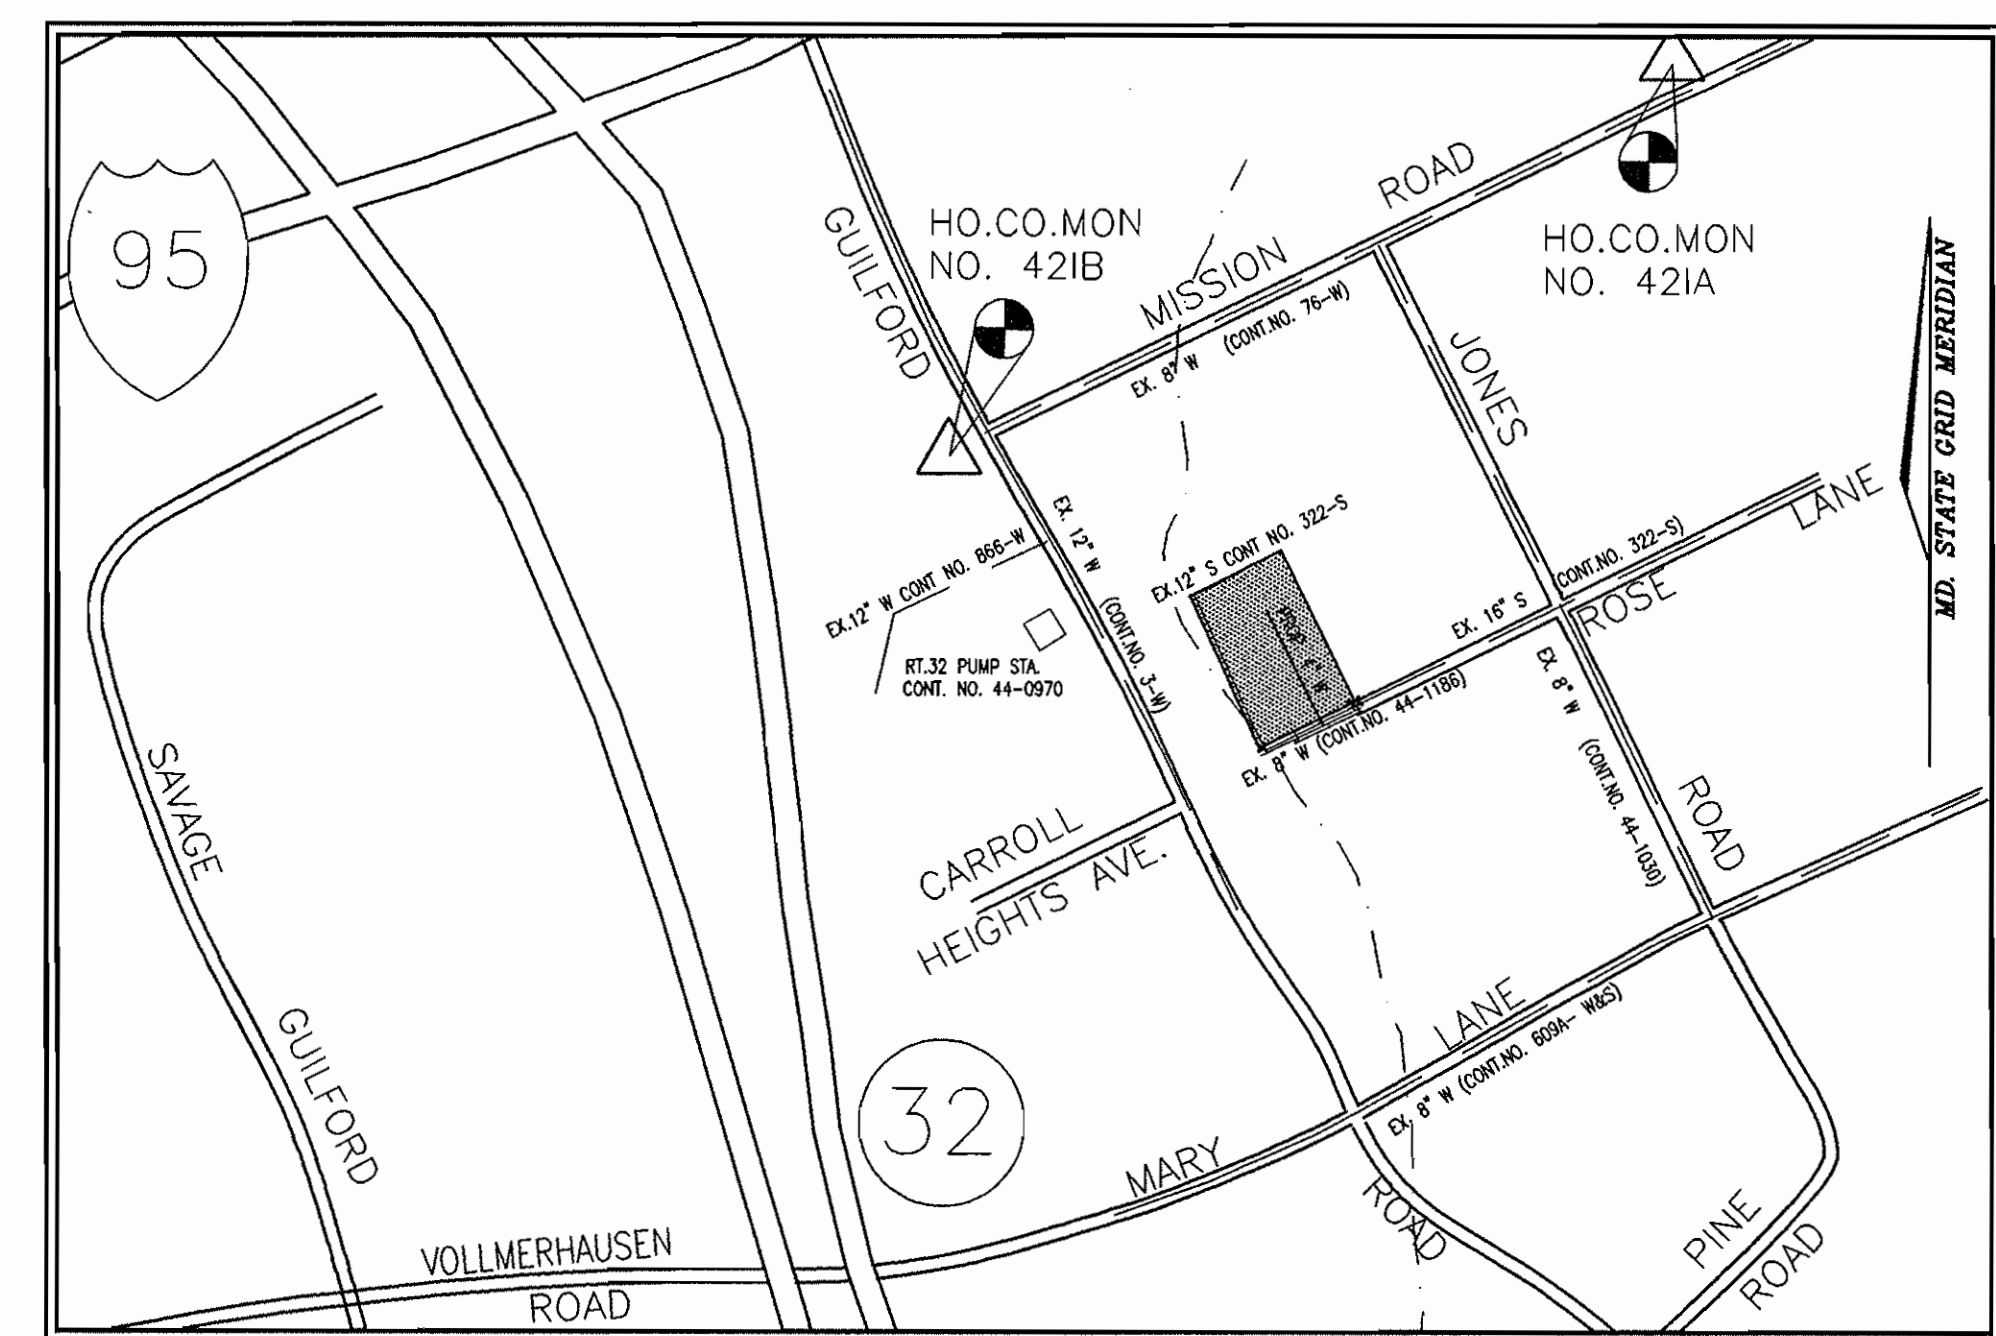 95
GUILFORD
HO.CO.MON
NO. 42IB
MISSION
ROAD
HO.CO.MON
NO. 42IA
MD. STATE GRID MERIDIAN
EX. 8" W (CONT.NO. 76-W)
JONES
LANE
EX. 12" W (CONT.NO. 3-W)
EX.12" W CONT NO. 866-W
EX.12" S CONT NO. 322-S
EX. 16" S (CONT.NO. 322-S)
ROSE
RT.32 PUMP STA.
CONT. NO. 44-0970
EX. 8" W (CONT.NO. 44-1186)
EX. 8" W (CONT.NO. 44-1030)
ROAD
SAVAGE
GUILFORD
CARROLL
HEIGHTS AVE.
32
LANE
EX. 8" W (CONT.NO. 609A- W&S)
MARY
ROAD
PINE
ROAD
VOLLMERHAUSEN
ROAD